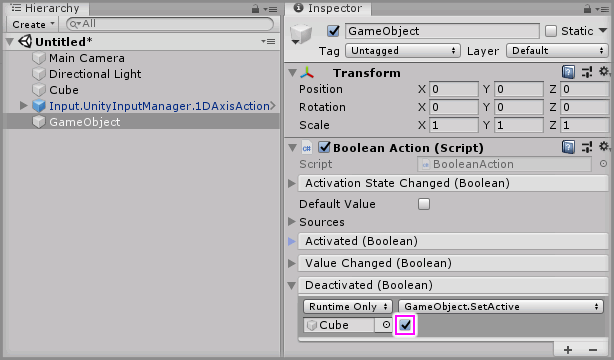 Hierarchy
Create
All
Untitled*
Main Camera
Directional Light
Cube
Input.UnityInputManager.1DAxisAction
GameObject
Inspector
GameObject
Static
Tag Untagged Layer Default
Transform
Position X 0 Y 0 Z 0
Rotation X 0 Y 0 Z 0
Scale X 1 Y 1 Z 1
Boolean Action (Script)
Script BooleanAction
Activation State Changed (Boolean)
Default Value
Sources
Activated (Boolean)
Value Changed (Boolean)
Deactivated (Boolean)
Runtime Only GameObject.SetActive
Cube